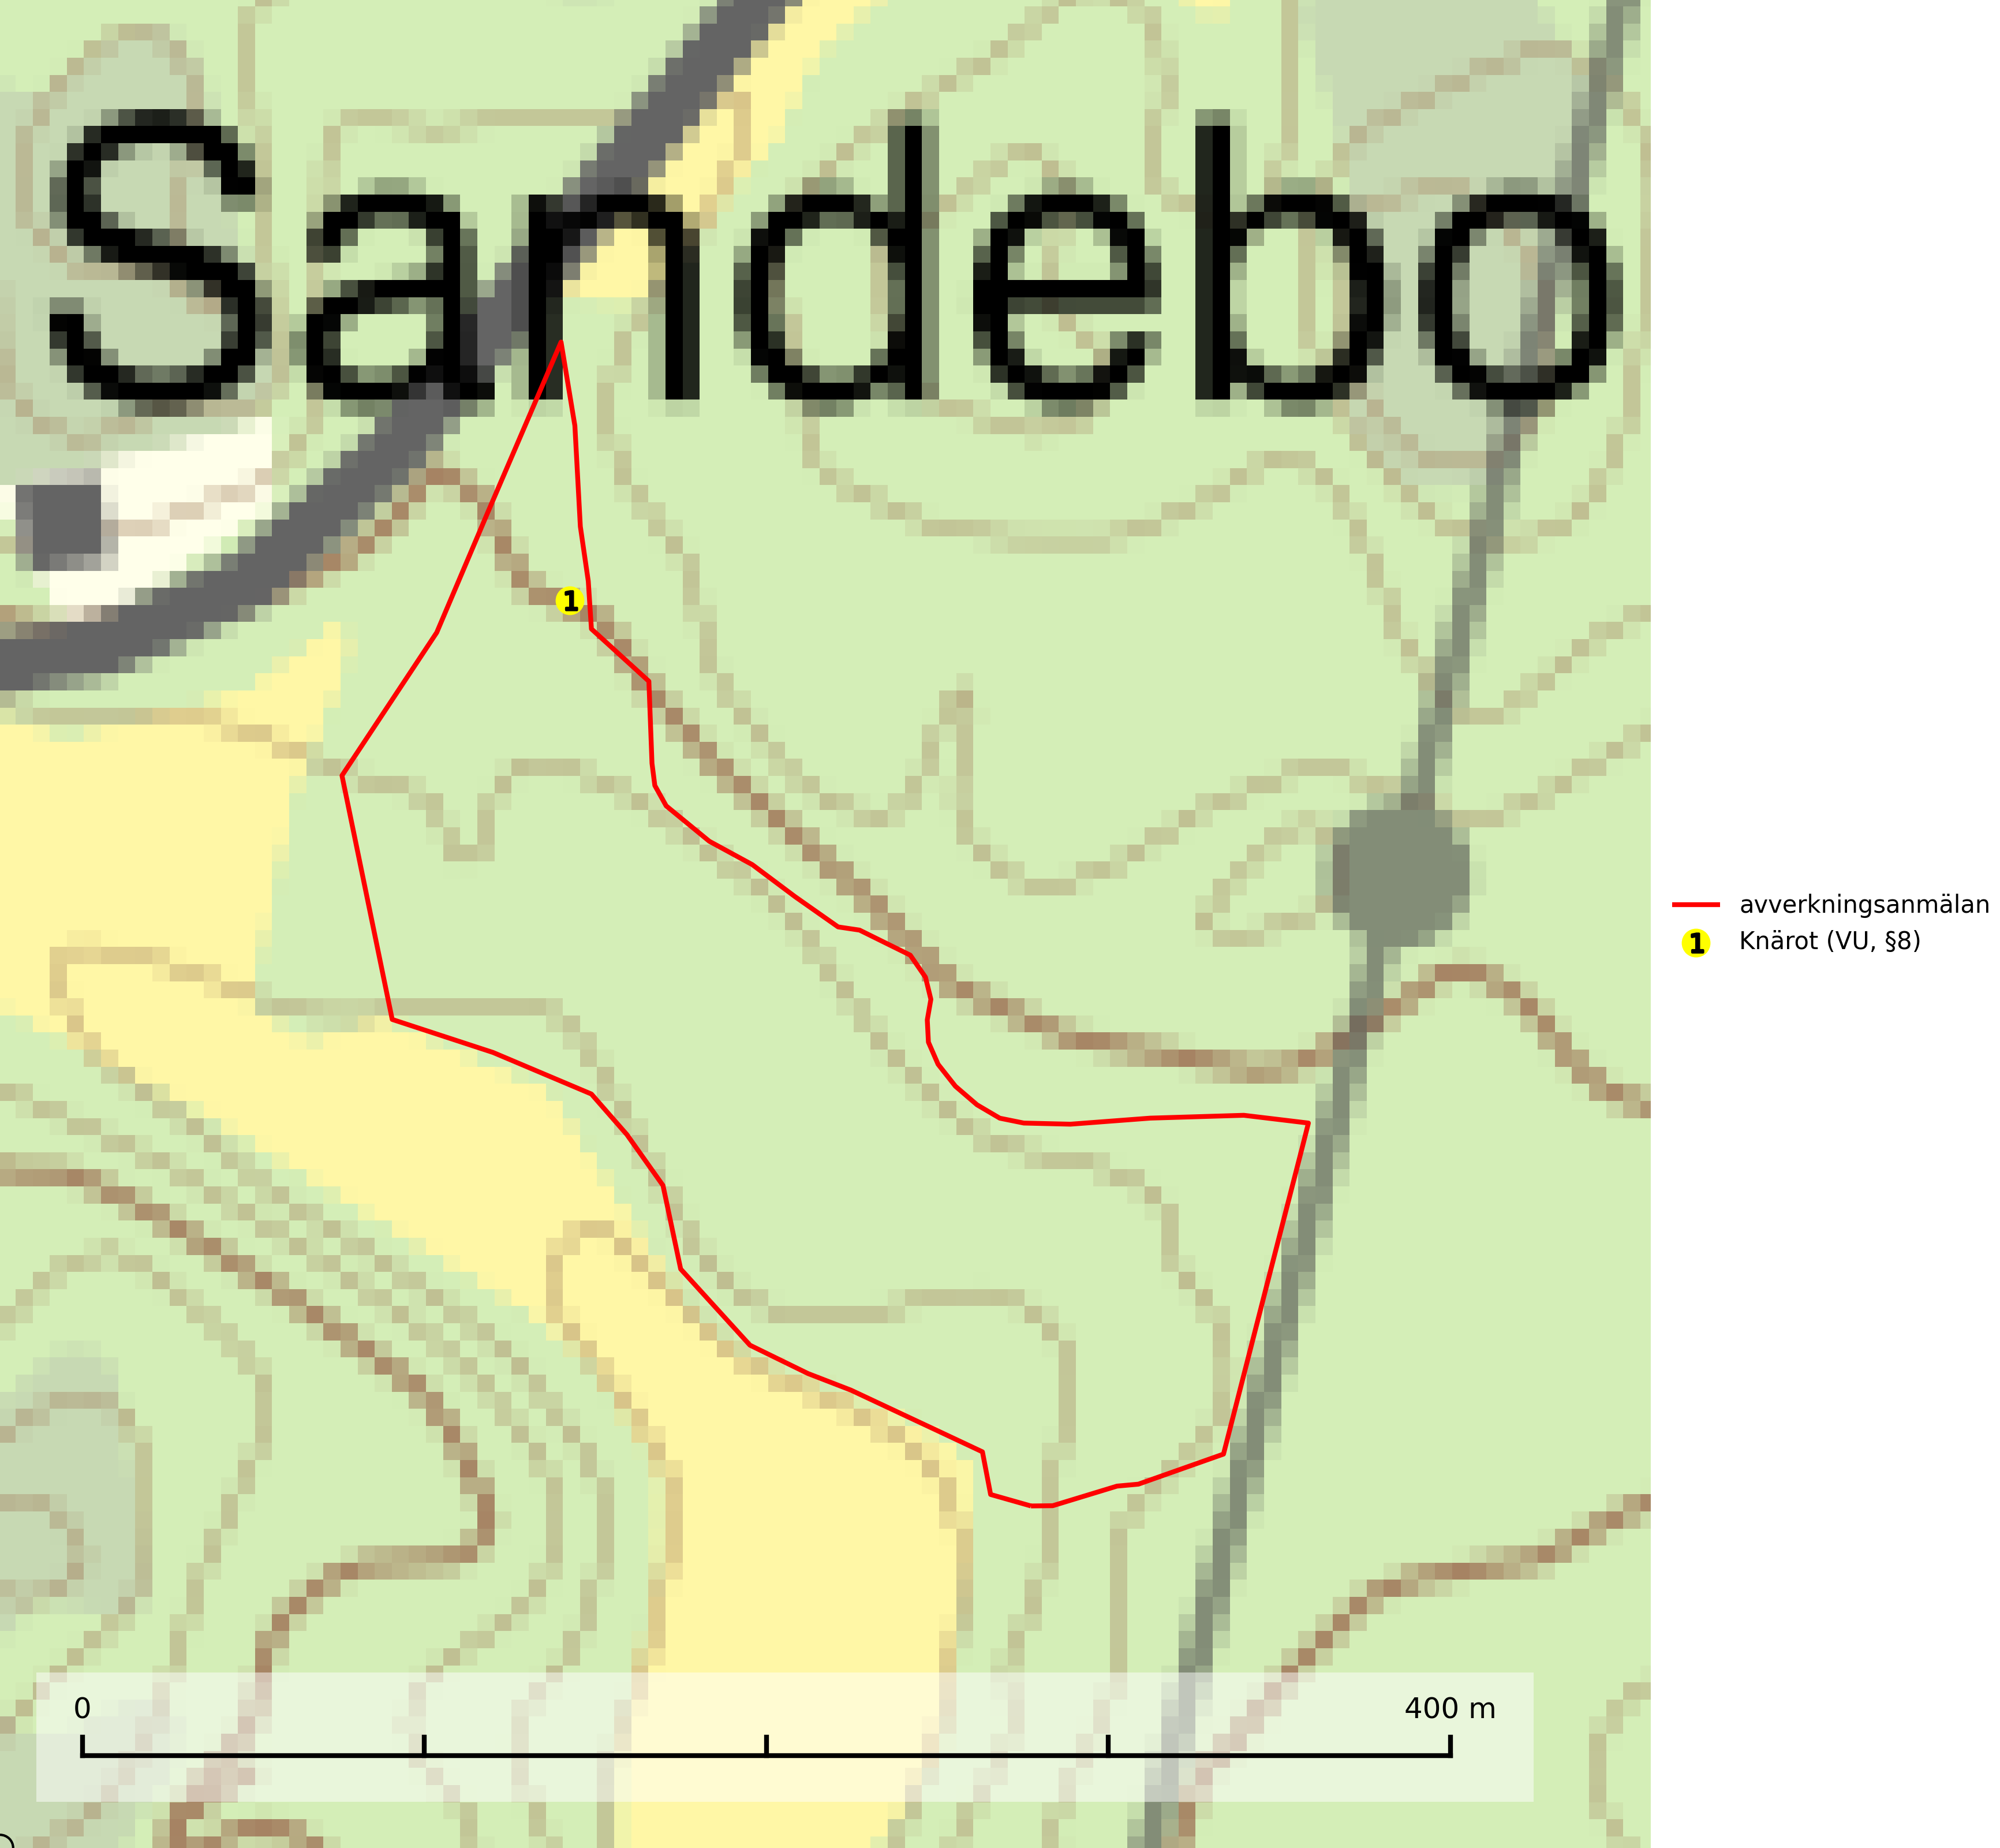 Sandebo
1
avverkningsanmälan
1 Knärot (VU, §8)
0 400 m